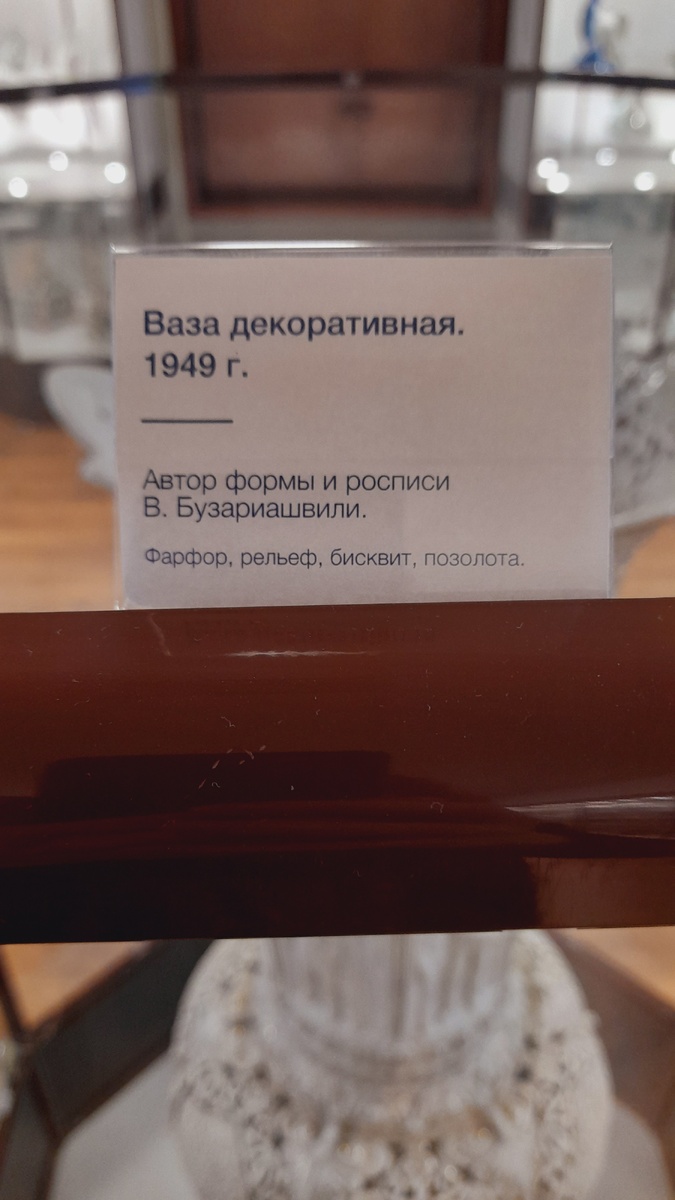 Ваза декоративная.
1949 г.
Автор формы и росписи
В. Бузариашвили.
Фарфор, рельеф, бисквит, позолота.